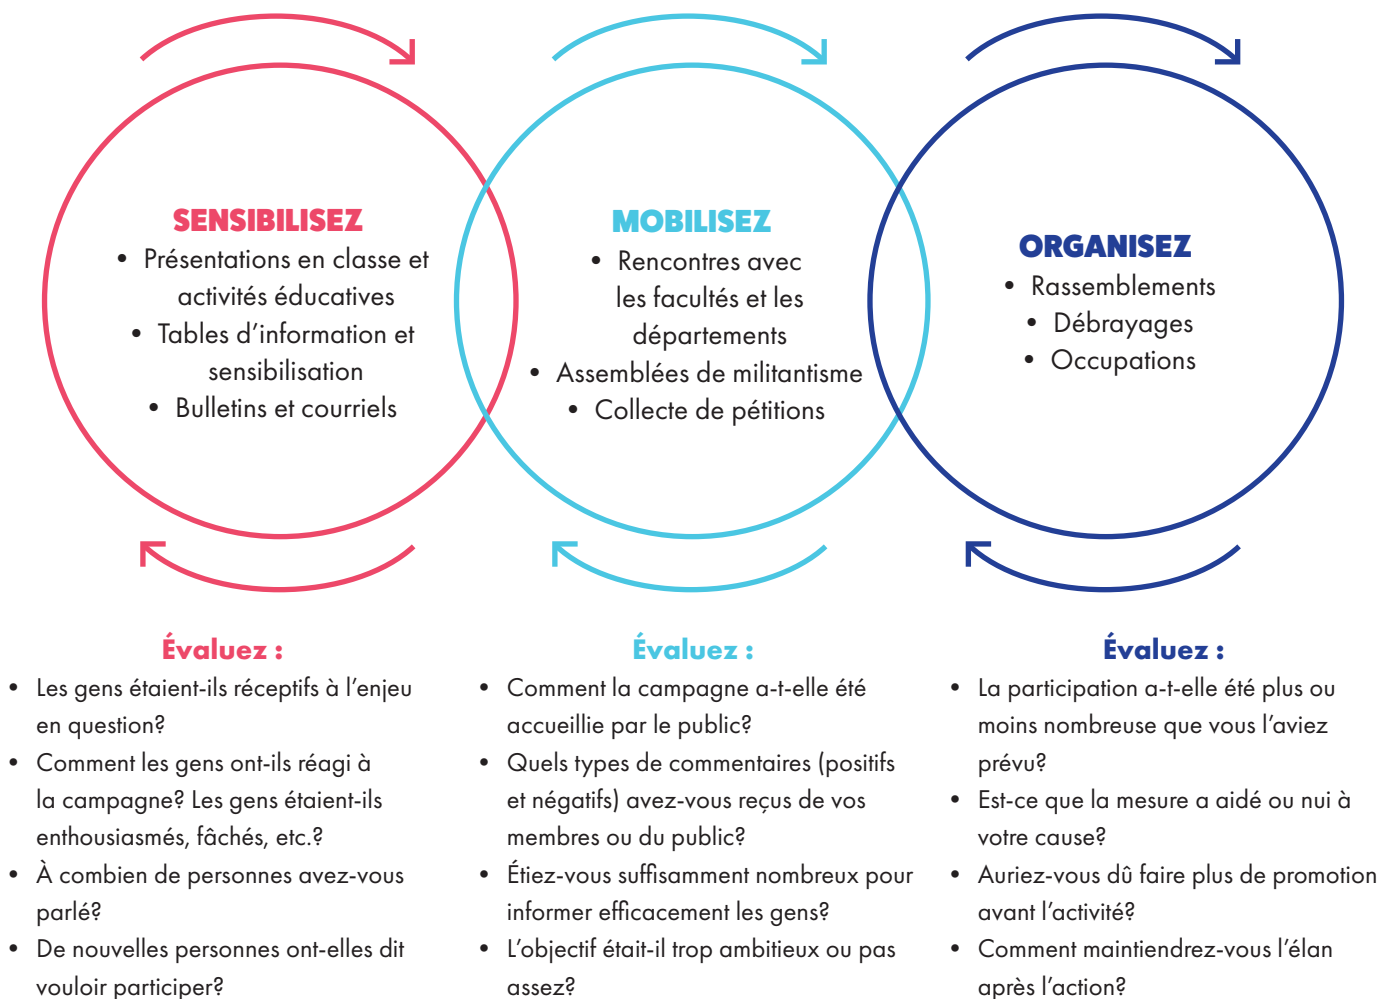 SENSIBILISEZ
• Présentations en classe et
activités éducatives
• Tables d’information et
sensibilisation
• Bulletins et courriels
MOBILISEZ
• Rencontres avec
les facultés et les
départements
• Assemblées de militantisme
• Collecte de pétitions
ORGANISEZ
• Rassemblements
• Débrayages
• Occupations
Évaluez :
• Les gens étaient-ils réceptifs à l’enjeu
en question?
• Comment les gens ont-ils réagi à
la campagne? Les gens étaient-ils
enthousiasmés, fâchés, etc.?
• À combien de personnes avez-vous
parlé?
• De nouvelles personnes ont-elles dit
vouloir participer?
Évaluez :
• Comment la campagne a-t-elle été
accueillie par le public?
• Quels types de commentaires (positifs
et négatifs) avez-vous reçus de vos
membres ou du public?
• Étiez-vous suffisamment nombreux pour
informer efficacement les gens?
• L’objectif était-il trop ambitieux ou pas
assez?
Évaluez :
• La participation a-t-elle été plus ou
moins nombreuse que vous l’aviez
prévu?
• Est-ce que la mesure a aidé ou nui à
votre cause?
• Auriez-vous dû faire plus de promotion
avant l’activité?
• Comment maintiendrez-vous l’élan
après l’action?